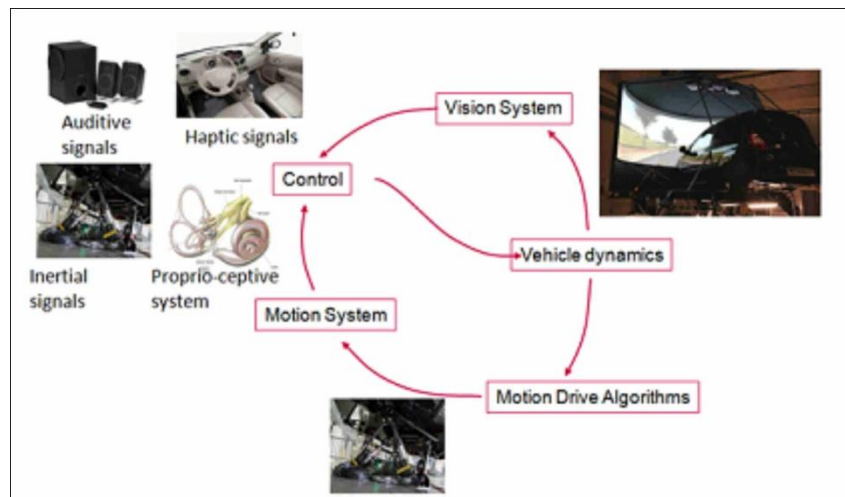 Auditive
signals
Haptic signals
Vision System
Control
Vehicle dynamics
Inertial
signals
Proprio-ceptive
system
Motion System
Motion Drive Algorithms